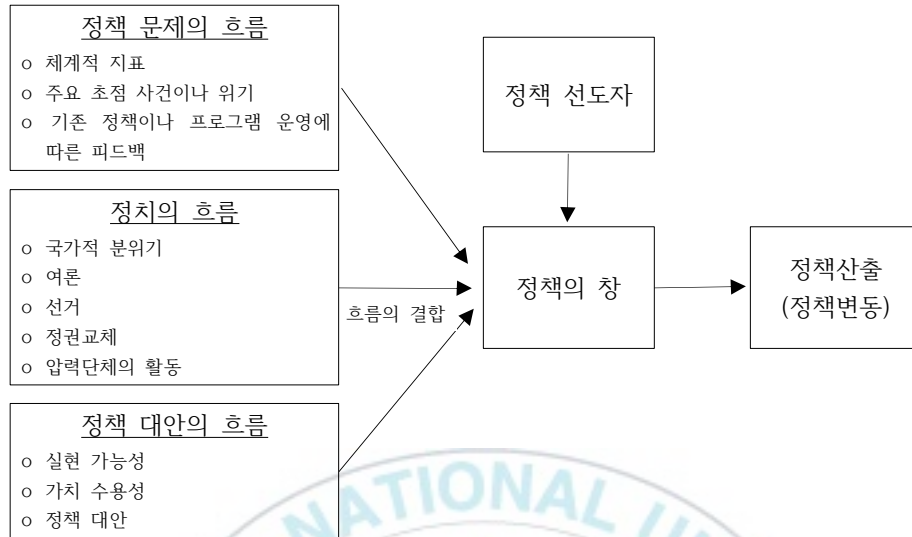 정책 문제의 흐름
o 체계적 지표
o 주요 초점 사건이나 위기
o 기존 정책이나 프로그램 운영에
따른 피드백
정치의 흐름
o 국가적 분위기
o 여론
o 선거
o 정권교체
o 압력단체의 활동
정책 대안의 흐름
o 실현 가능성
o 가치 수용성
o 정책 대안
흐름의 결합
정책 선도자
정책의 창
정책산출
(정책변동)
NATIONAL